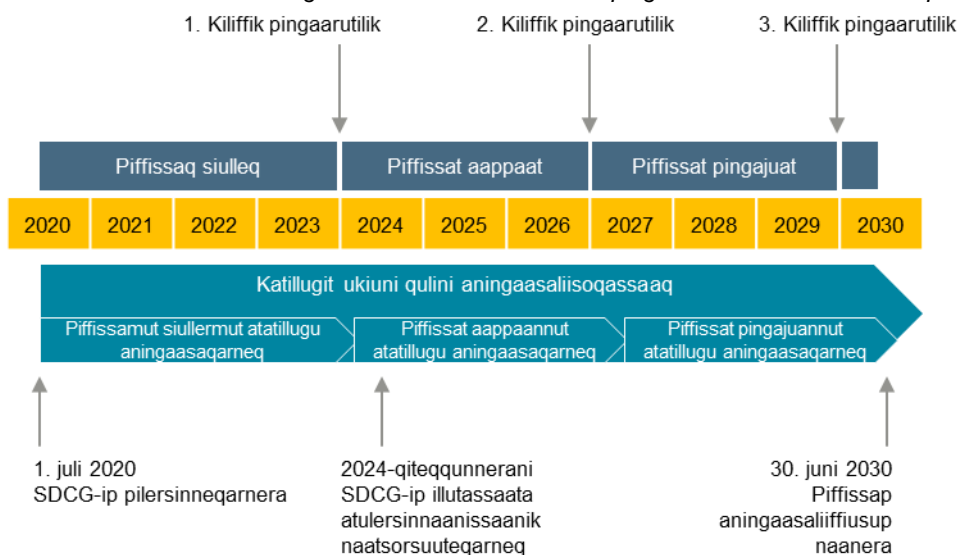 1. Kiliffik pingaarutilik
2. Kiliffik pingaarutilik
3. Kiliffik pingaarutilik
Piffissaq siulleq
Piffissat aappaat
Piffissat pingajuat
2020 2021 2022 2023 2024 2025 2026 2027 2028 2029 2030
Katillugit ukiuni qulini aningaasaliisoqassaaq
Piffissamut siullermut atatillugu
aningaasaqarneq
Piffissat aappaannut
atatillugu aningaasaqarneq
Piffissat pingajuannut
atatillugu aningaasaqarneq
1. juli 2020
SDCG-ip pilersinneqarnera
2024-qiteqqunnerani
SDCG-ip illutassaata
atulersinnaanissaanik
naatsorsuuteqarneq
30. juni 2030
Piffissap
aningaasaliiffiusup
naanera